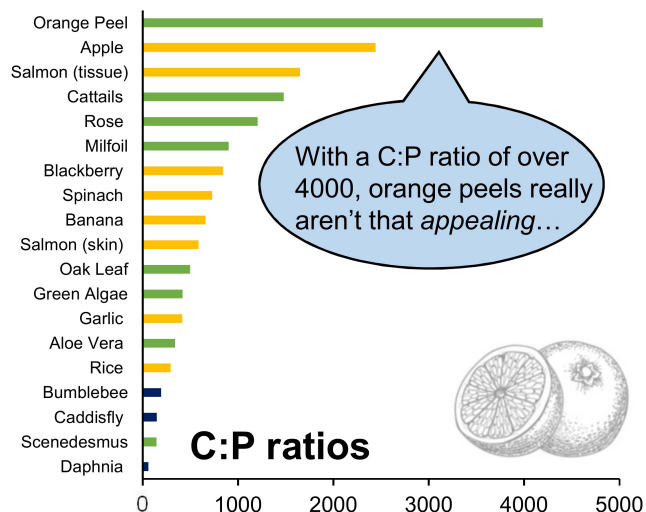 Orange Peel
Apple
Salmon (tissue)
Cattails
Rose
Milfoil
Blackberry
Spinach
Banana
Salmon (skin)
Oak Leaf
Green Algae
Garlic
Aloe Vera
Rice
Bumblebee
Caddisfly
Scenedesmus
Daphnia
With a C:P ratio of over
4000, orange peels really
aren't that appealing…
C:P ratios
0 1000 2000 3000 4000 5000